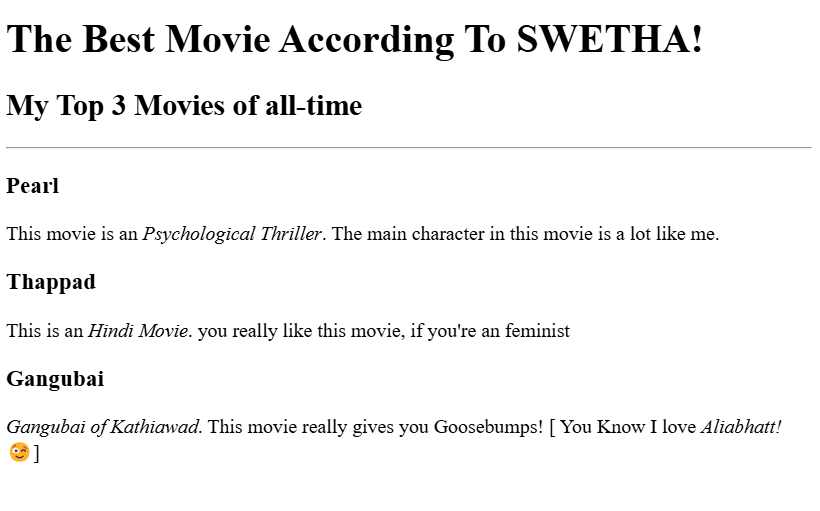 The Best Movie According To SWETHA!
My Top 3 Movies of all-time
Pearl
This movie is an Psychological Thriller. The main character in this movie is a lot like me.
Thappad
This is an Hindi Movie. you really like this movie, if you're an feminist
Gangubai
Gangubai of Kathiawad. This movie really gives you Goosebumps! [ You Know I love Aliabhatt!
😉 ]